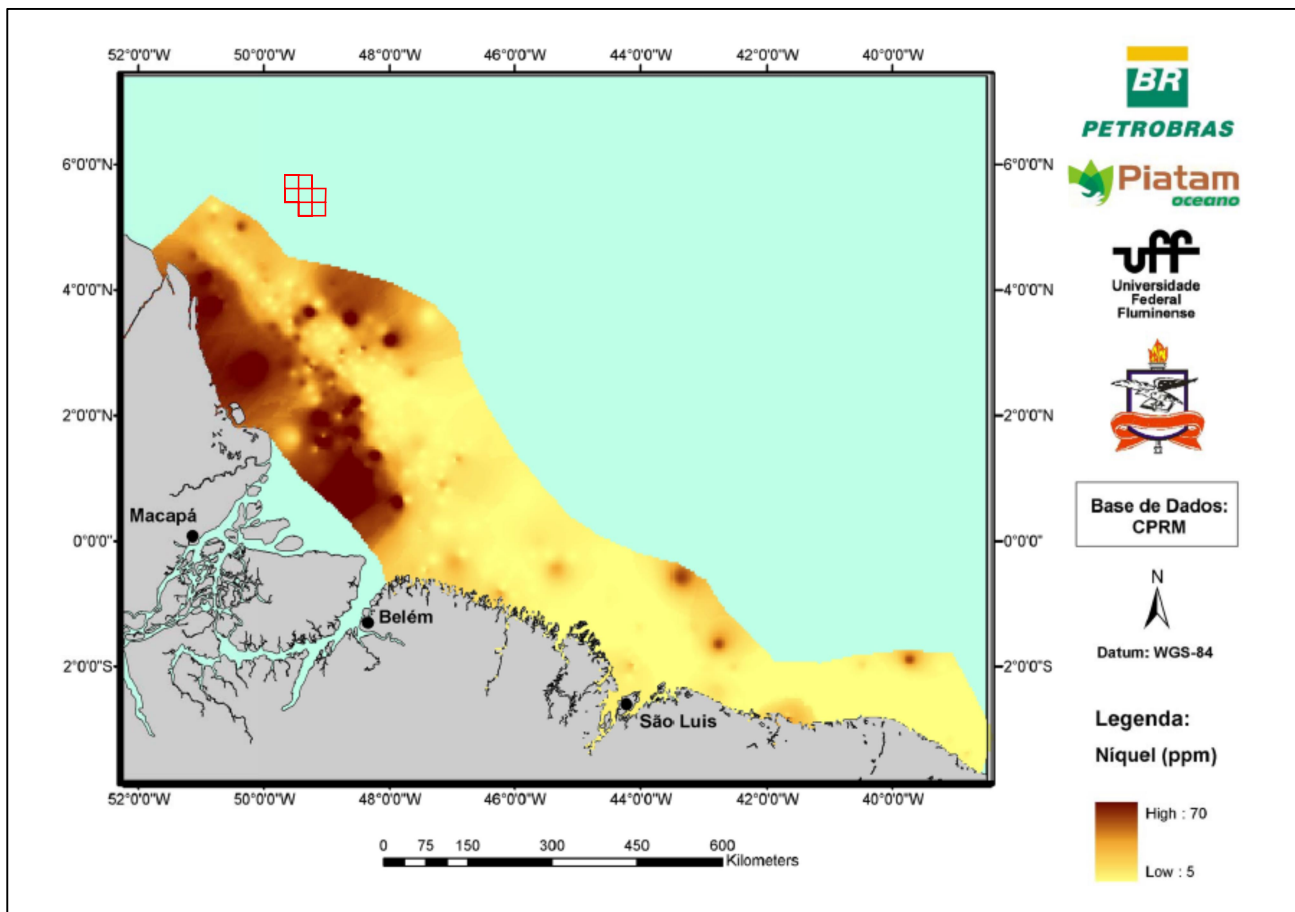 52°0'0"W 50°0'0"W 48°0'0"W 46°0'0"W 44°0'0"W 42°0'0"W 40°0'0"W
6°0'0"N 6°0'0"N
4°0'0"N 4°0'0"N
2°0'0"N 2°0'0"N
0°0'0" 0°0'0"
2°0'0"S 2°0'0"S
Macapá
Belém
São Luis
52°0'0"W 50°0'0"W 48°0'0"W 46°0'0"W 44°0'0"W 42°0'0"W 40°0'0"W
0 75 150 300 450 600
Kilometers
BR
PETROBRAS
Piatam
oceano
uff
Universidade
Federal
Fluminense
Base de Dados:
CPRM
N
Datum: WGS-84
Legenda:
Níquel (ppm)
High : 70
Low : 5